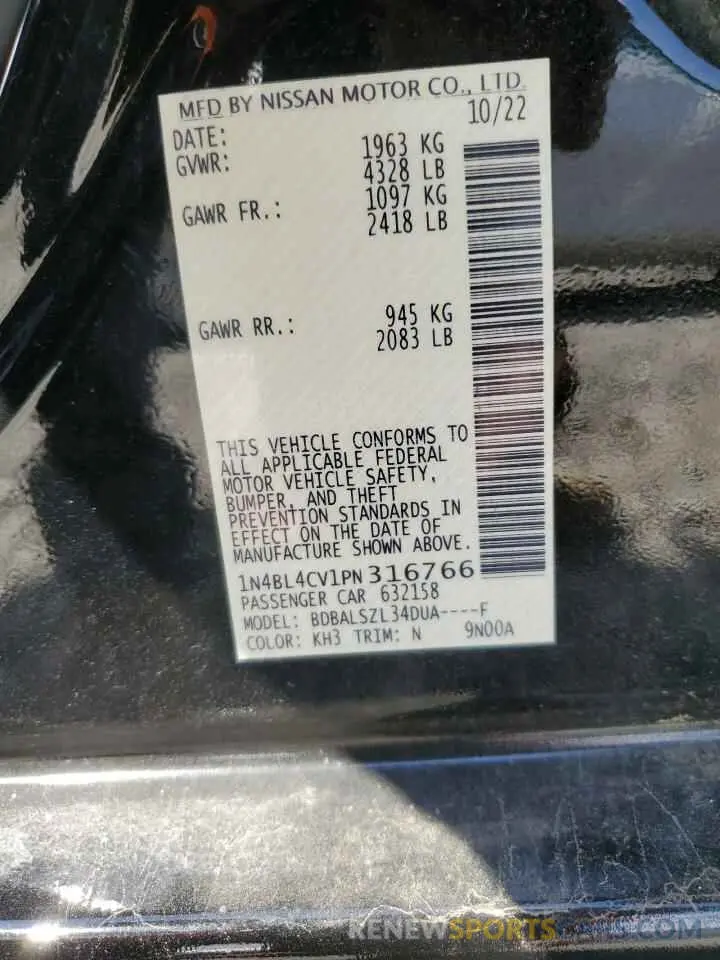 MFD BY NISSAN MOTOR CO., LTD.
DATE: 10/22
GVWR: 1963 KG
4328 LB
GAWR FR.: 1097 KG
2418 LB
GAWR RR.: 945 KG
2083 LB
THIS VEHICLE CONFORMS TO
ALL APPLICABLE FEDERAL
MOTOR VEHICLE SAFETY,
BUMPER, AND THEFT
PREVENTION STANDARDS IN
EFFECT ON THE DATE OF
MANUFACTURE SHOWN ABOVE.
1N4BL4CV1PN316766
PASSENGER CAR 632158
MODEL: BDBALSZL34DUA----F
COLOR: KH3 TRIM: N 9N00A
RENEWSPORTSCARS.COM